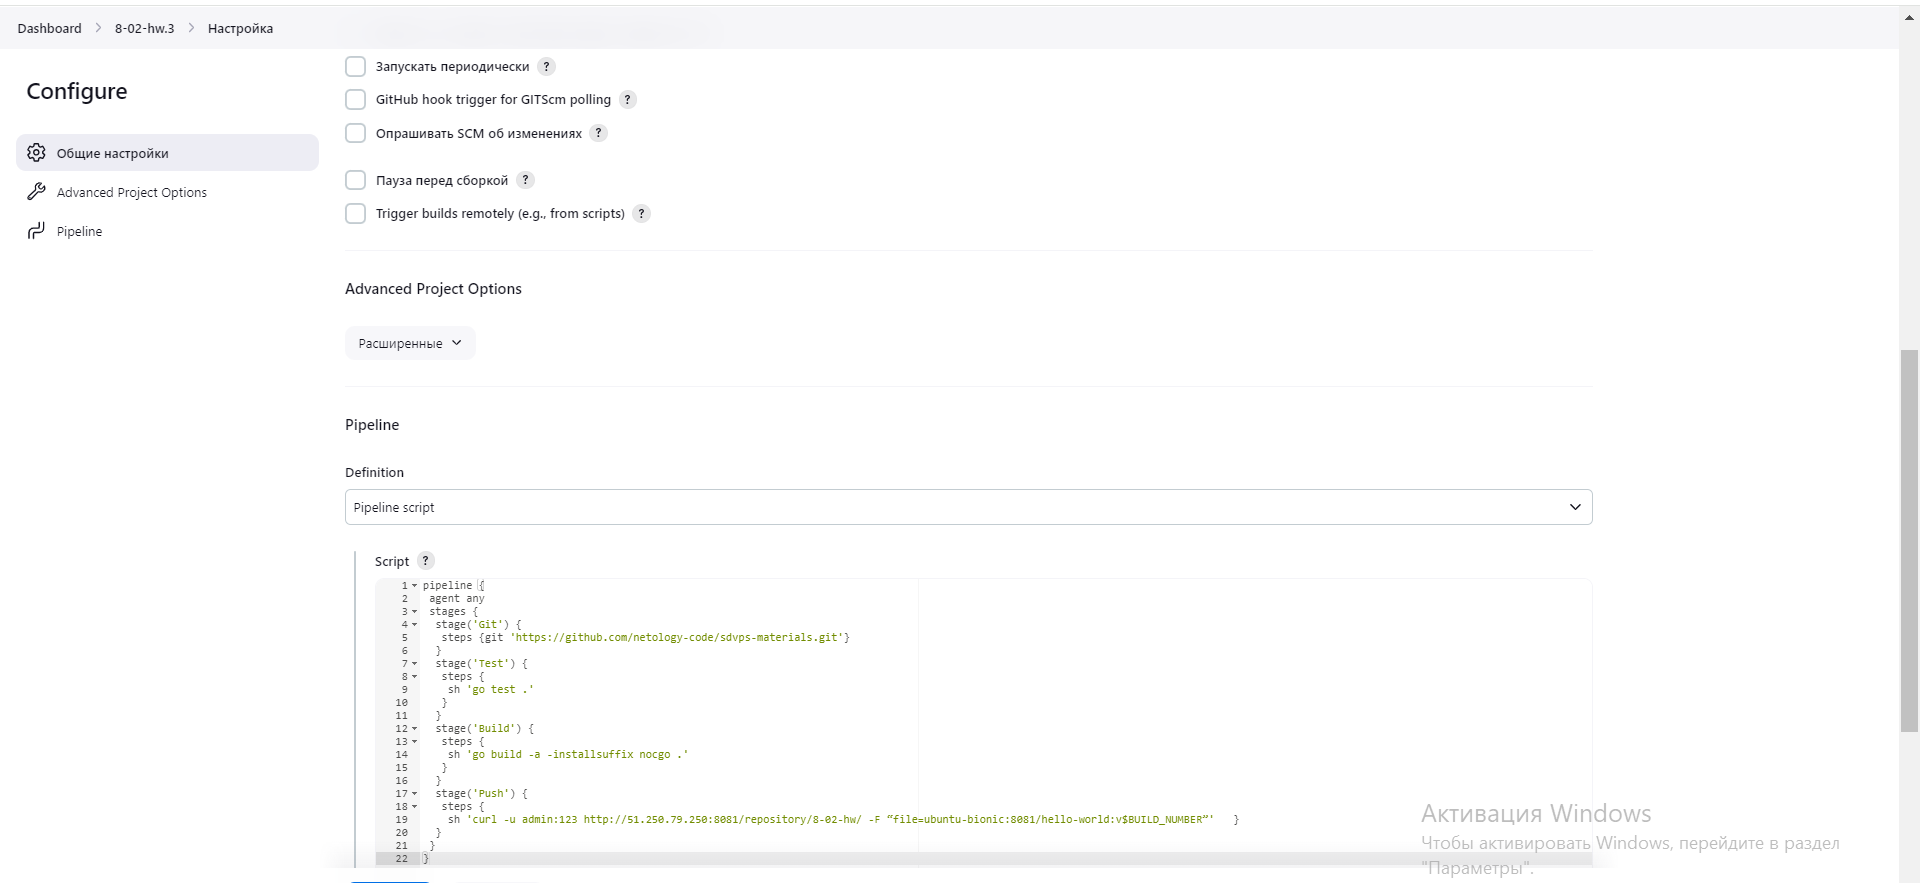 Dashboard > 8-02-hw.3 > Настройка
Configure
Общие настройки
Advanced Project Options
Pipeline
Запускать периодически ?
GitHub hook trigger for GITScm polling ?
Опрашивать SCM об изменениях ?
Пауза перед сборкой ?
Trigger builds remotely (e.g., from scripts) ?
Advanced Project Options
Расширенные
Pipeline
Definition
Pipeline script
Script ?
1 pipeline {
2 agent any
3 stages {
4 stage('Git') {
5 steps {git 'https://github.com/netology-code/sdvps-materials.git'}
6 }
7 stage('Test') {
8 steps {
9 sh 'go test .'
10 }
11 }
12 stage('Build') {
13 steps {
14 sh 'go build -a -installsuffix nocgo .'
15 }
16 }
17 stage('Push') {
18 steps {
19 sh 'curl -u admin:123 http://51.250.79.250:8081/repository/8-02-hw/ -F “file=ubuntu-bionic:8081/hello-world:v$BUILD_NUMBER”' }
20 }
21 }
22 }
Активация Windows
Чтобы активировать Windows, перейдите в раздел
"Параметры".